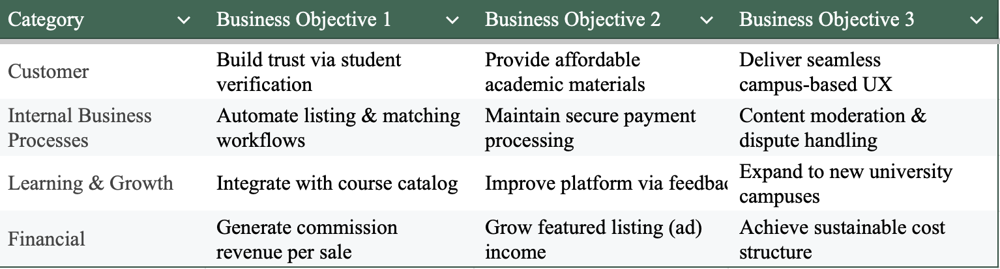 Category Business Objective 1 Business Objective 2 Business Objective 3
Customer
Build trust via student
verification
Provide affordable
academic materials
Deliver seamless
campus-based UX
Internal Business
Processes
Automate listing & matching
workflows
Maintain secure payment
processing
Content moderation &
dispute handling
Learning & Growth
Integrate with course catalog
Improve platform via
Expand to new university
campuses
Financial
Generate commission
revenue per sale
Grow featured listing (ad)
income
Achieve sustainable cost
structure